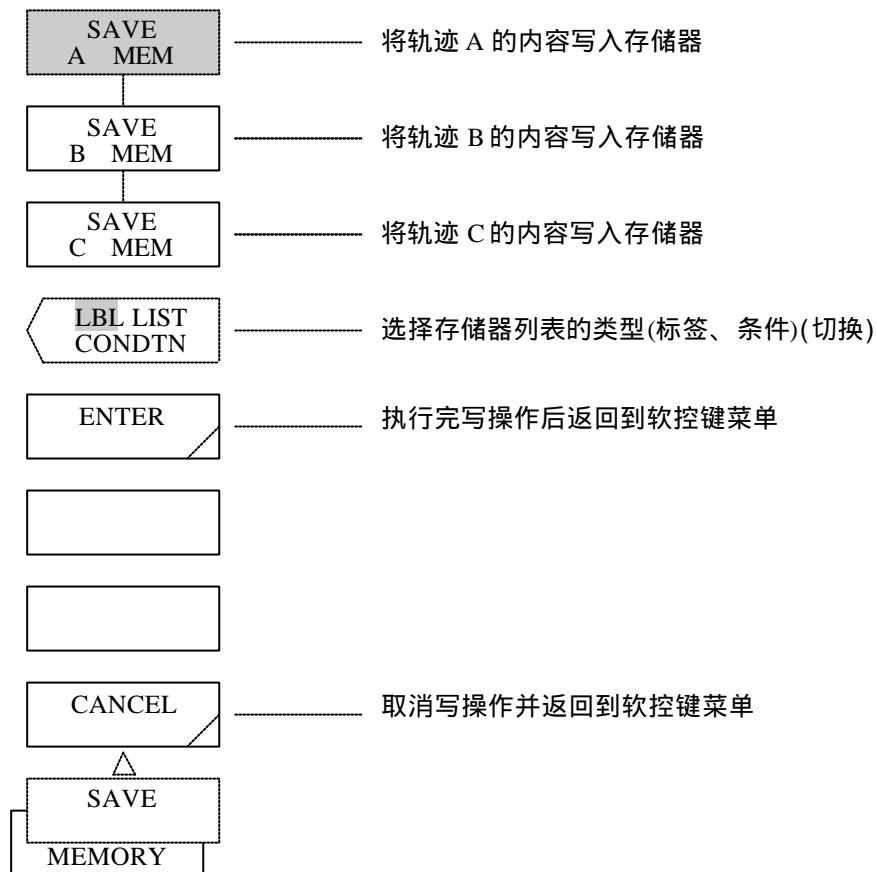 SAVE
A MEM
将轨迹 A 的内容写入存储器
SAVE
B MEM
将轨迹 B 的内容写入存储器
SAVE
C MEM
将轨迹 C 的内容写入存储器
LBL LIST
CONDTN
选择存储器列表的类型(标签、条件)(切换)
ENTER
执行完写操作后返回到软控键菜单
CANCEL
取消写操作并返回到软控键菜单
SAVE
MEMORY